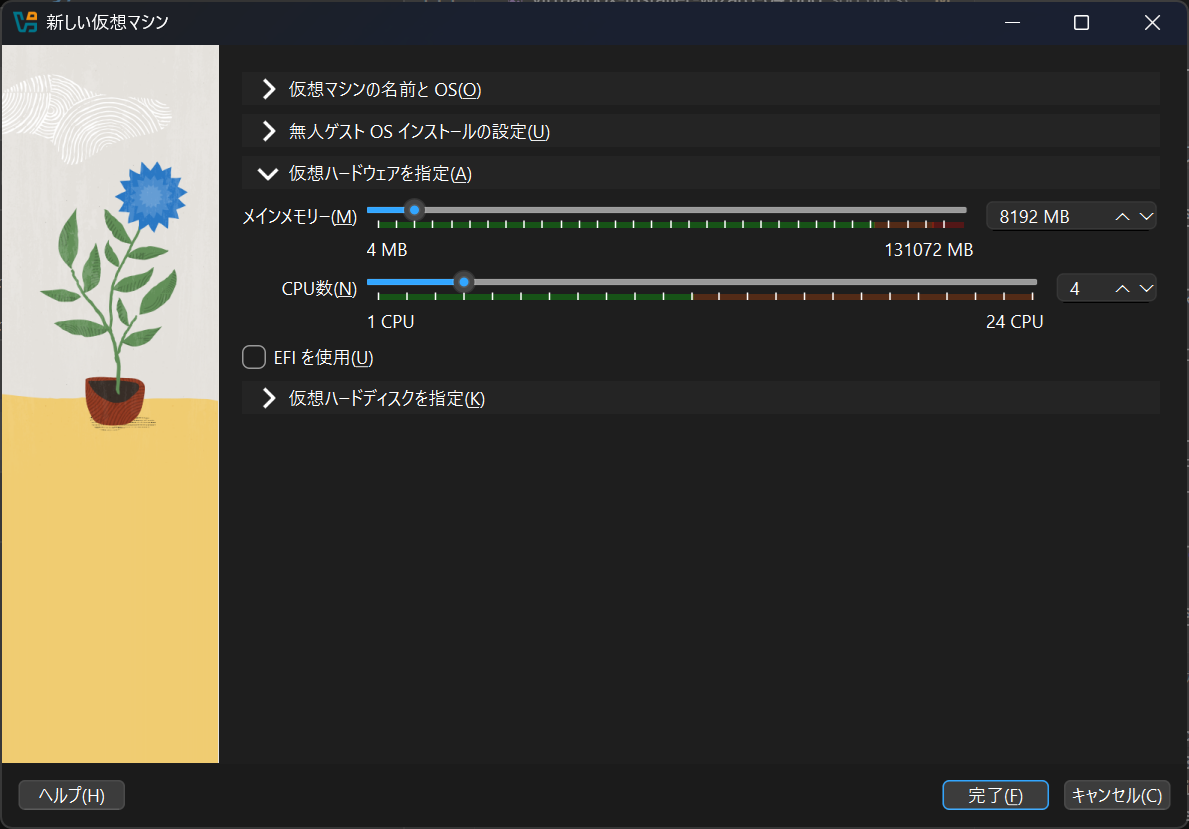 新しい仮想マシン
仮想マシンの名前と OS(O)
無人ゲスト OS インストールの設定(U)
仮想ハードウェアを指定(A)
メインメモリー(M)
8192 MB
4 MB
131072 MB
CPU数(N)
4
1 CPU
24 CPU
EFI を使用(U)
仮想ハードディスクを指定(K)
ヘルプ(H)
完了(F)
キャンセル(C)